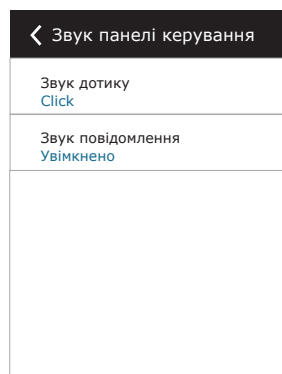 Звук панелі керування
Звук дотику
Click
Звук повідомлення
Увімкнено